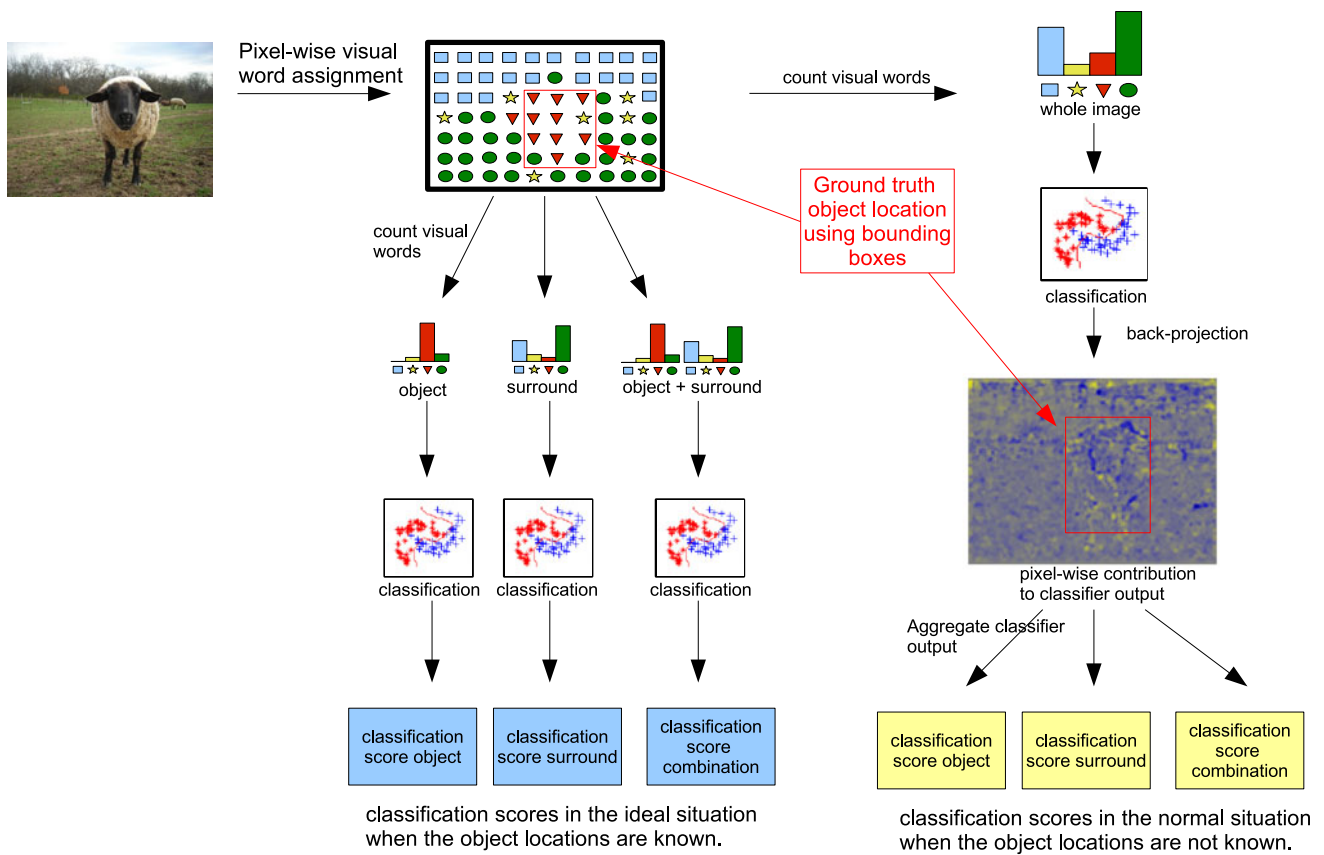 Pixel-wise visual
word assignment
count visual words
whole image
Ground truth
object location
using bounding
boxes
count visual
words
classification
back-projection
object
surround
object + surround
classification
classification
classification
pixel-wise contribution
to classifier output
Aggregate classifier
output
classification
score object
classification
score surround
classification
score
combination
classification
score object
classification
score surround
classification
score
combination
classification scores in the ideal situation
when the object locations are known.
classification scores in the normal situation
when the object locations are not known.